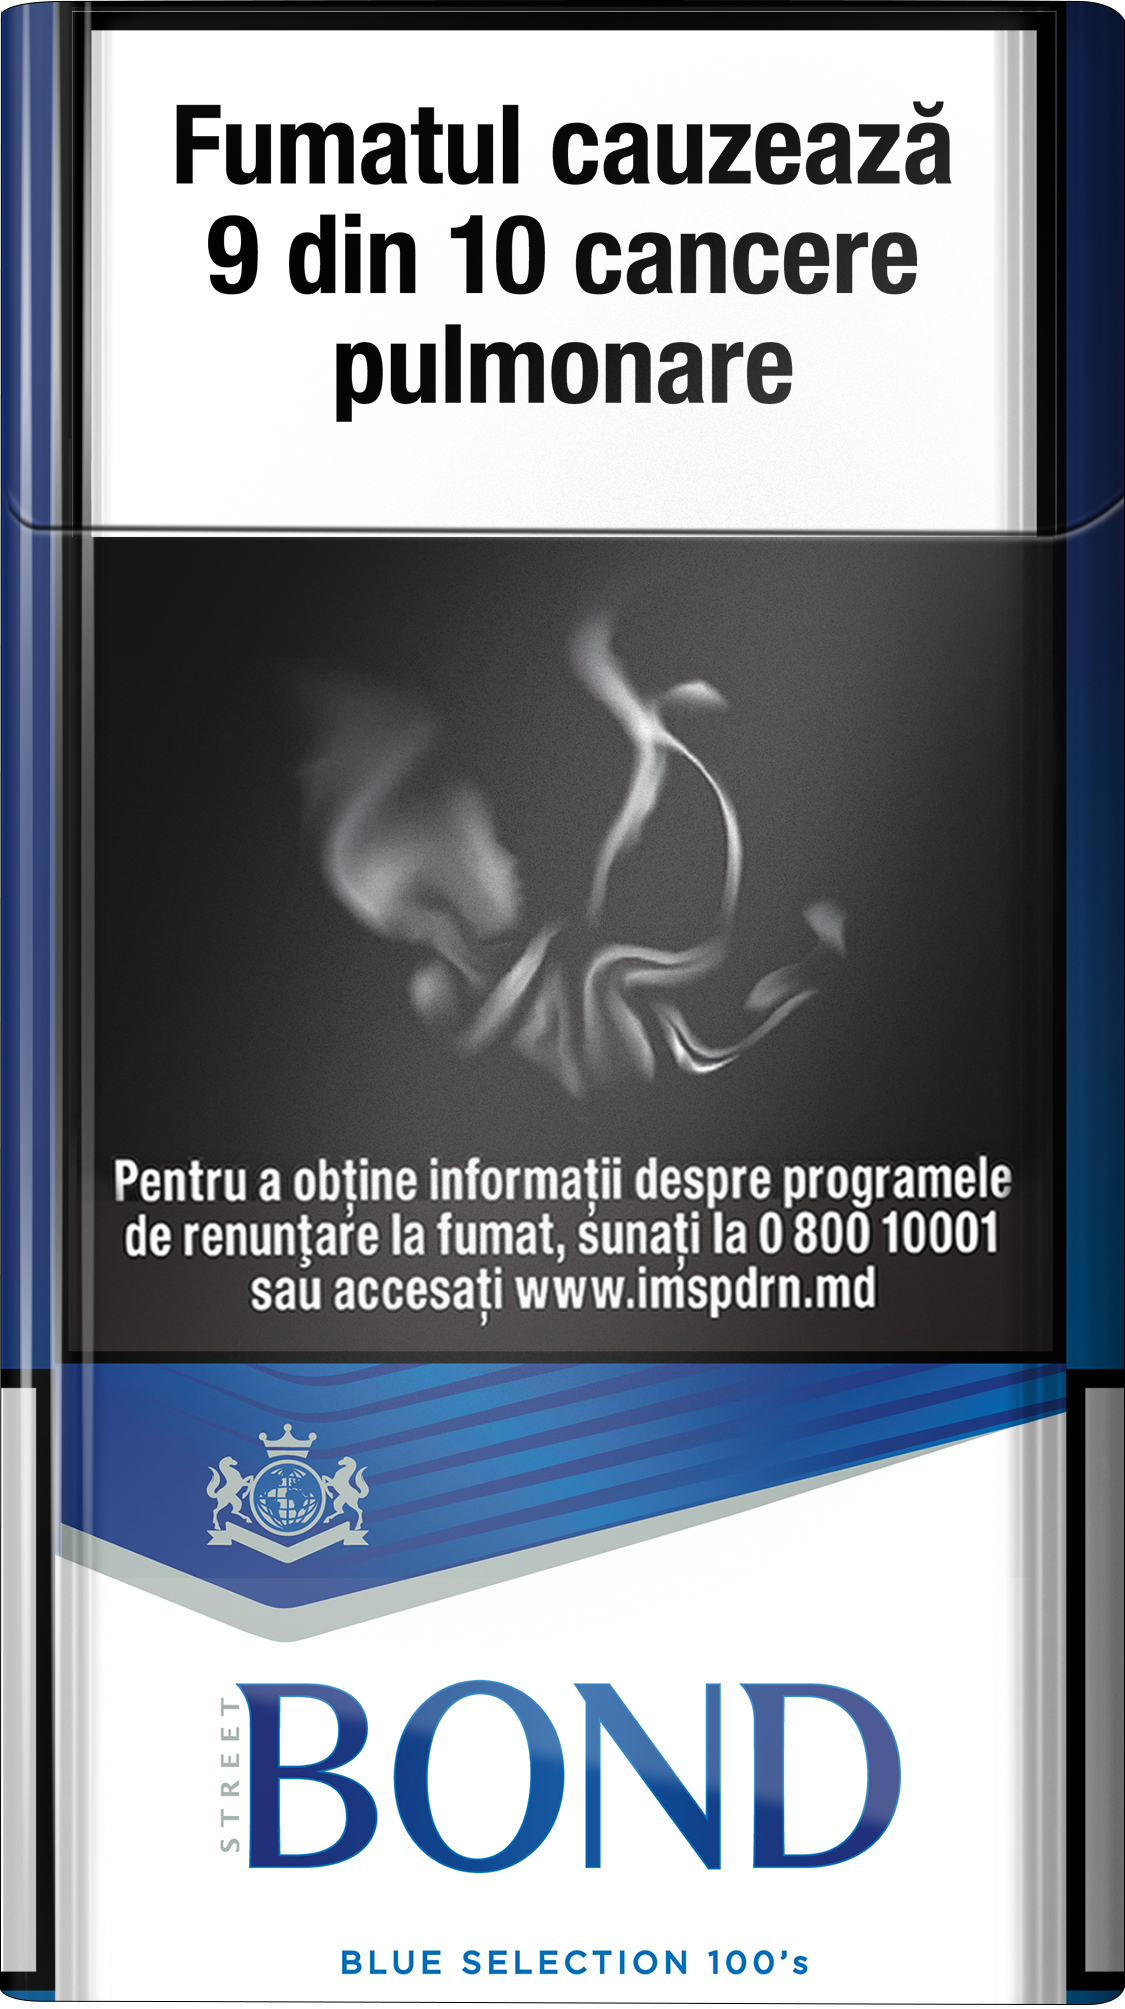 Fumatul cauzează
9 din 10 cancere
pulmonare
Pentru a obține informații despre programele
de renunțare la fumat, sunați la 0 800 10001
sau accesați www.imspdrn.md
STREET
BOND
BLUE SELECTION 100's